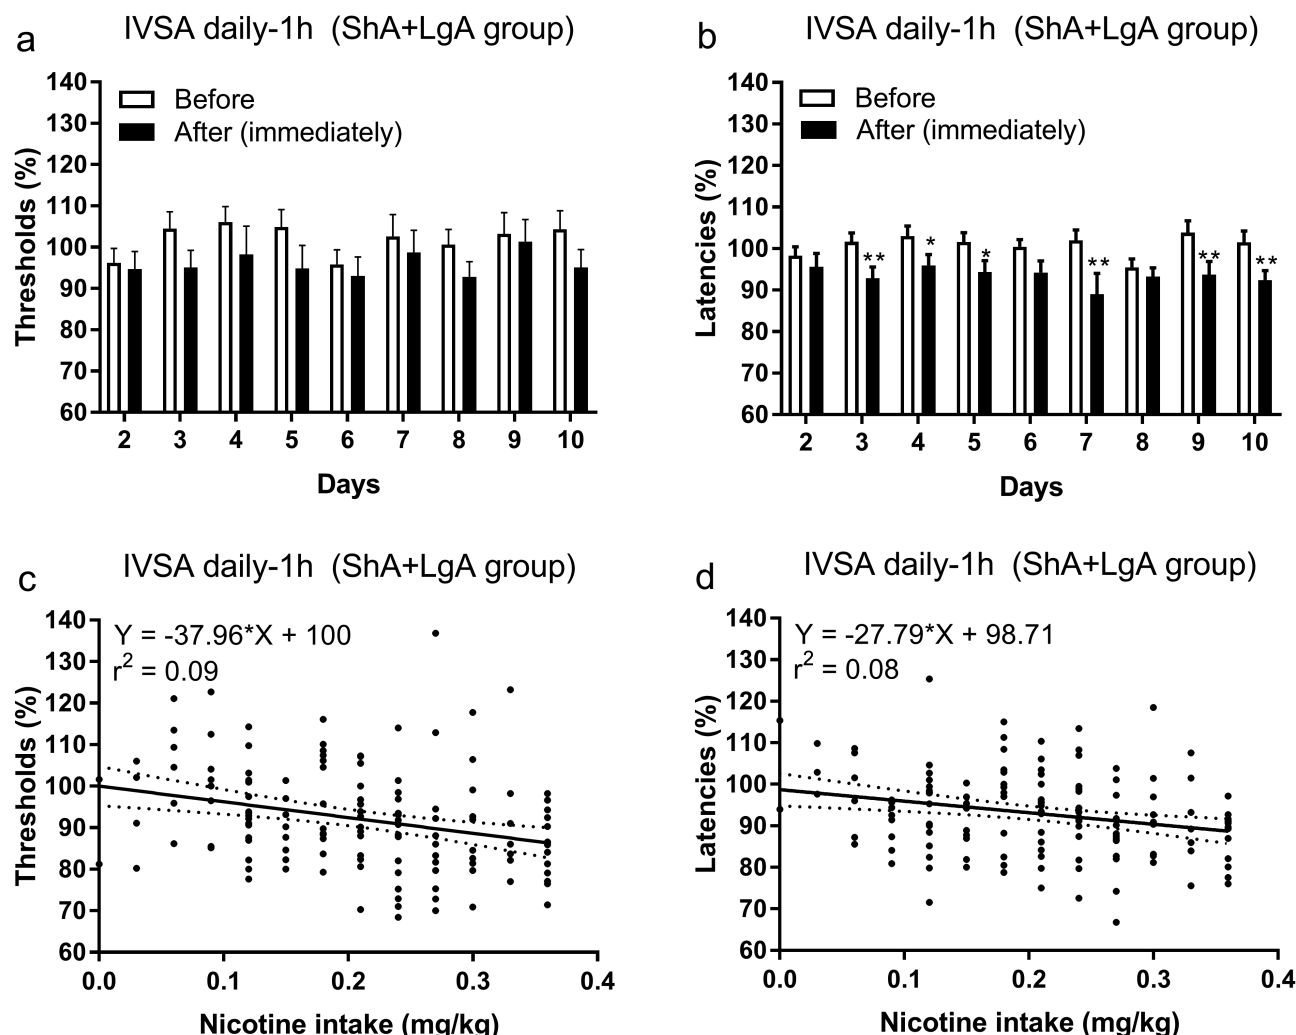 a
IVSA daily-1h (ShA+LgA group)
140
130
120
110
100
90
80
70
60
Thresholds (%)
Before
After (immediately)
2 3 4 5 6 7 8 9 10
Days
b
IVSA daily-1h (ShA+LgA group)
140
130
120
110
100
90
80
70
60
Latencies (%)
Before
After (immediately)
** * * ** ** **
2 3 4 5 6 7 8 9 10
Days
c
IVSA daily-1h (ShA+LgA group)
140
130
120
110
100
90
80
70
60
Thresholds (%)
Y = -37.96*X + 100
r² = 0.09
0.0 0.1 0.2 0.3 0.4
Nicotine intake (mg/kg)
d
IVSA daily-1h (ShA+LgA group)
140
130
120
110
100
90
80
70
60
Latencies (%)
Y = -27.79*X + 98.71
r² = 0.08
0.0 0.1 0.2 0.3 0.4
Nicotine intake (mg/kg)